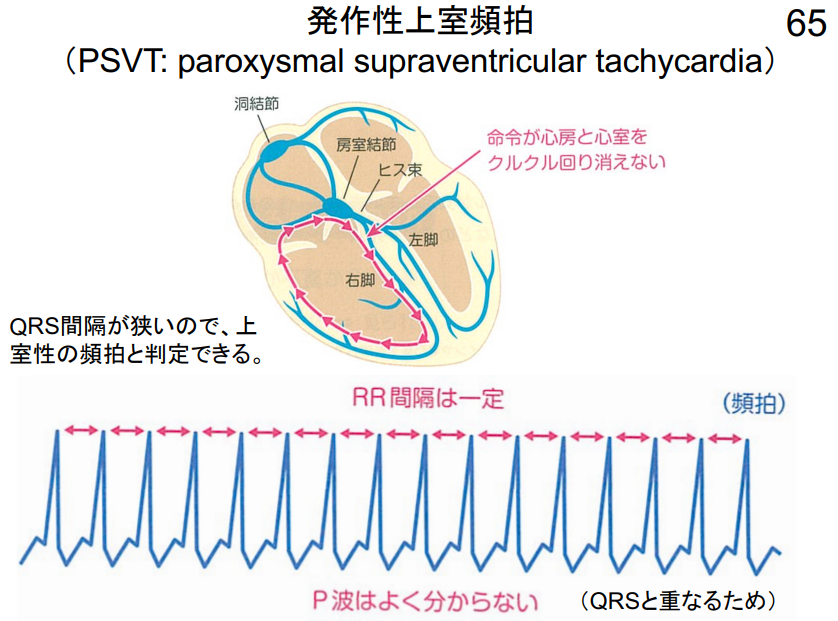 発作性上室頻拍
65
（PSVT: paroxysmal supraventricular tachycardia）
洞結節
房室結節
ヒス束
命令が心房と心室を
クルクル回り消えない
左脚
右脚
QRS間隔が狭いので、上
室性の頻拍と判定できる。
RR間隔は一定
（頻拍）
P波はよく分からない
（QRSと重なるため）